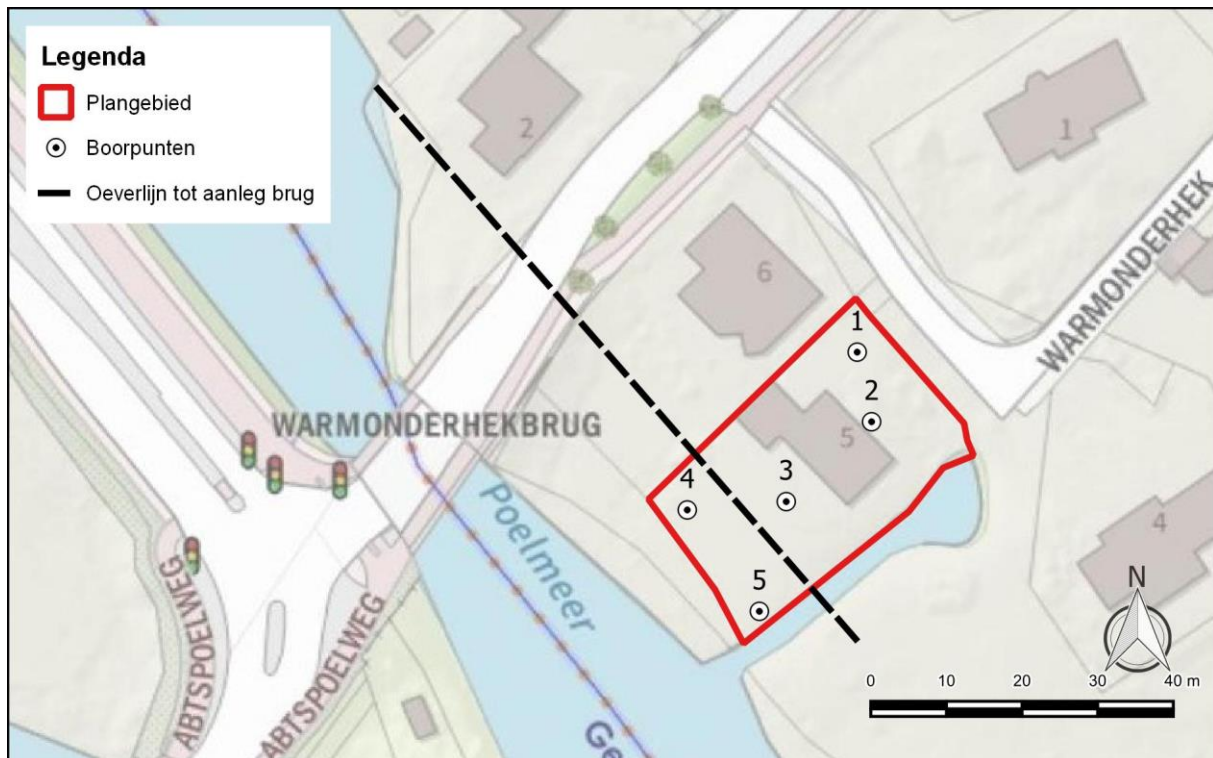 Legenda
Plangebied
Boorpunten
Oeverlijn tot aanleg brug
2
1
6
WARMONDERHEK
1
2
5
WARMONDERHEKBRUG
3
4
4
Poelmeer
5
N
ABTSPOELWEG
ABTSPOELWEG
Ge
0 10 20 30 40 m